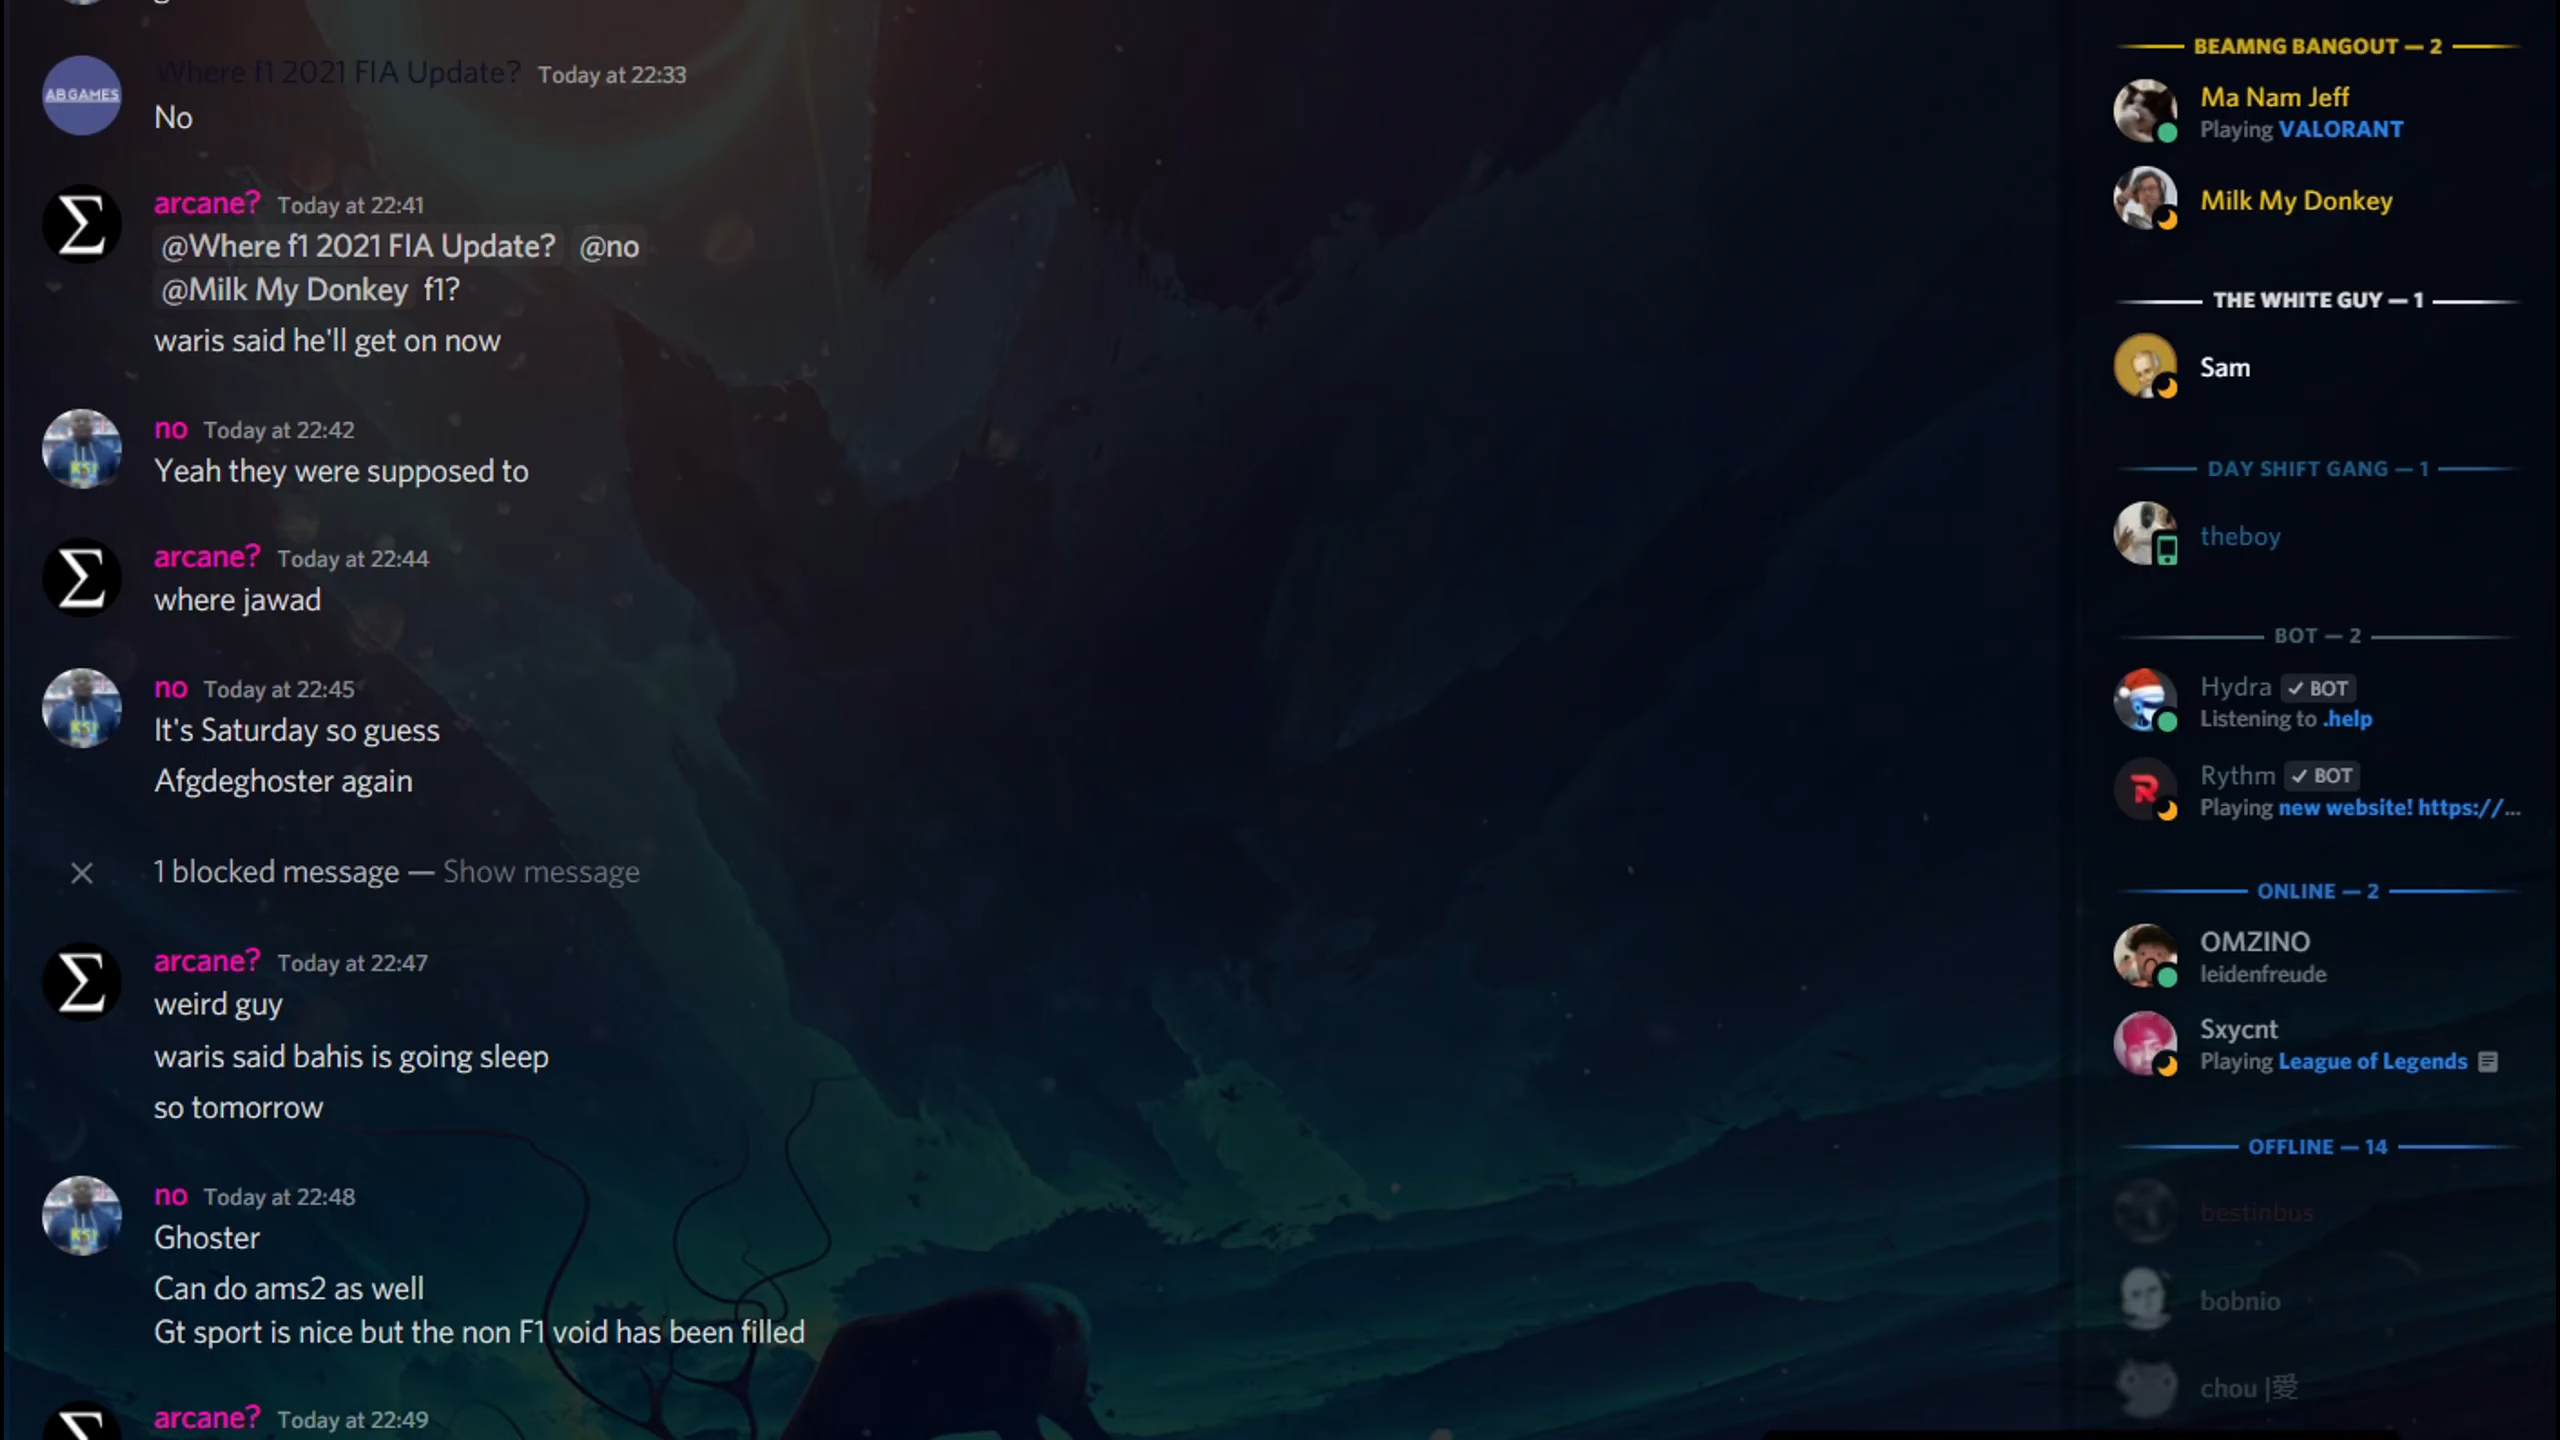 Where f1 2021 FIA Update? Today at 22:33
ABGAMES
No
arcane? Today at 22:41
@Where f1 2021 FIA Update? @no
@Milk My Donkey f1?
waris said he'll get on now
no Today at 22:42
Yeah they were supposed to
arcane? Today at 22:44
where jawad
no Today at 22:45
It's Saturday so guess
Afgdeghoster again
1 blocked message — Show message
arcane? Today at 22:47
weird guy
waris said bahis is going sleep
so tomorrow
no Today at 22:48
Ghoster
Can do ams2 as well
Gt sport is nice but the non F1 void has been filled
arcane? Today at 22:49
BEAMNG BANGOUT — 2
Ma Nam Jeff
Playing VALORANT
Milk My Donkey
THE WHITE GUY — 1
Sam
DAY SHIFT GANG — 1
theboy
BOT — 2
Hydra ✓ BOT
Listening to .help
Rythm ✓ BOT
Playing new website! https://...
ONLINE — 2
OMZINO
leidenfreude
Sxycnt
Playing League of Legends
OFFLINE — 14
bestinbus
bobnio
chou |愛